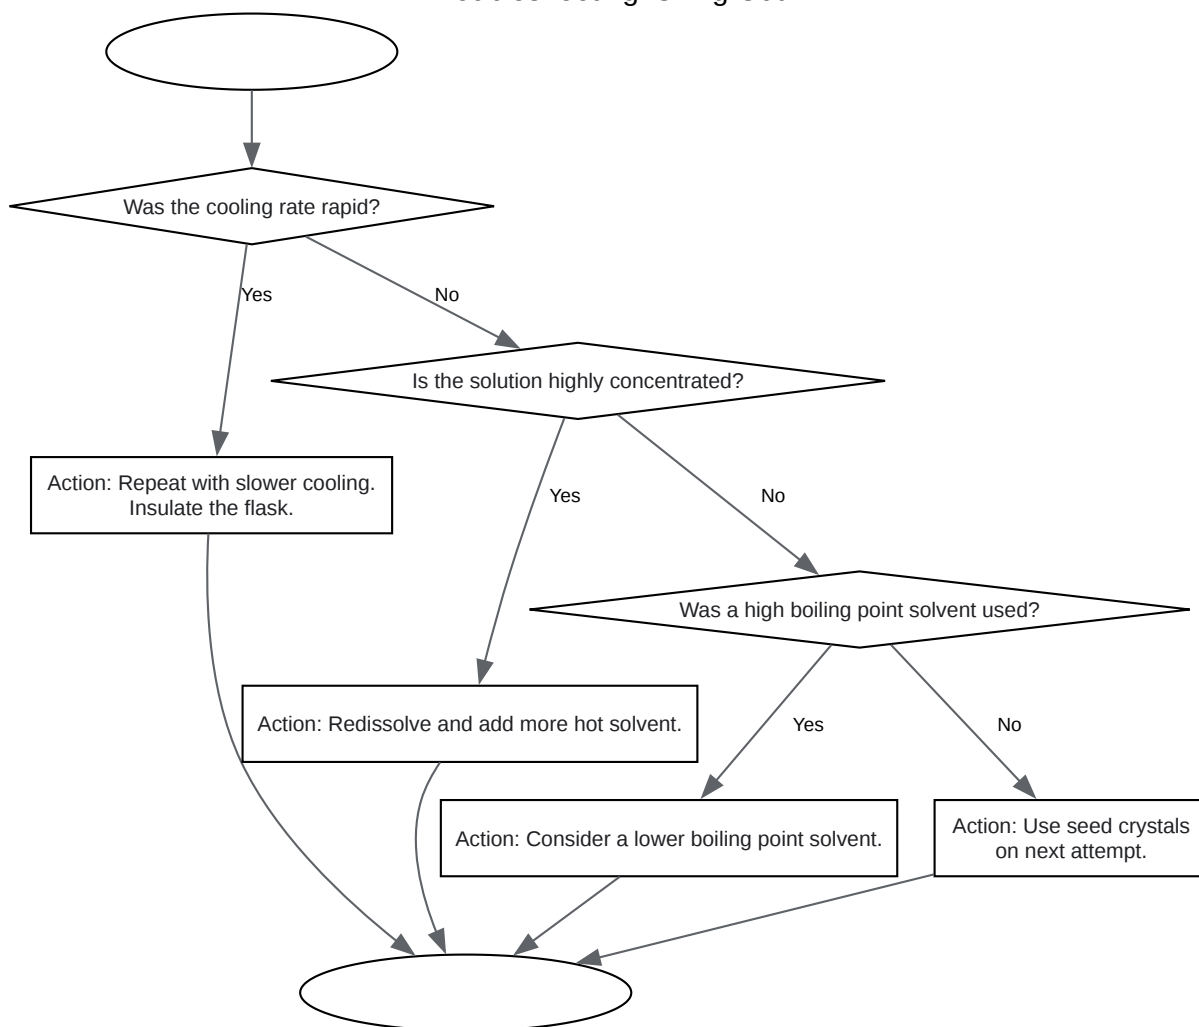 Was the cooling rate rapid?
Yes
No
Is the solution highly concentrated?
Action: Repeat with slower cooling.
Insulate the flask.
Yes
No
Was a high boiling point solvent used?
Action: Redissolve and add more hot solvent.
Yes
No
Action: Consider a lower boiling point solvent.
Action: Use seed crystals
on next attempt.